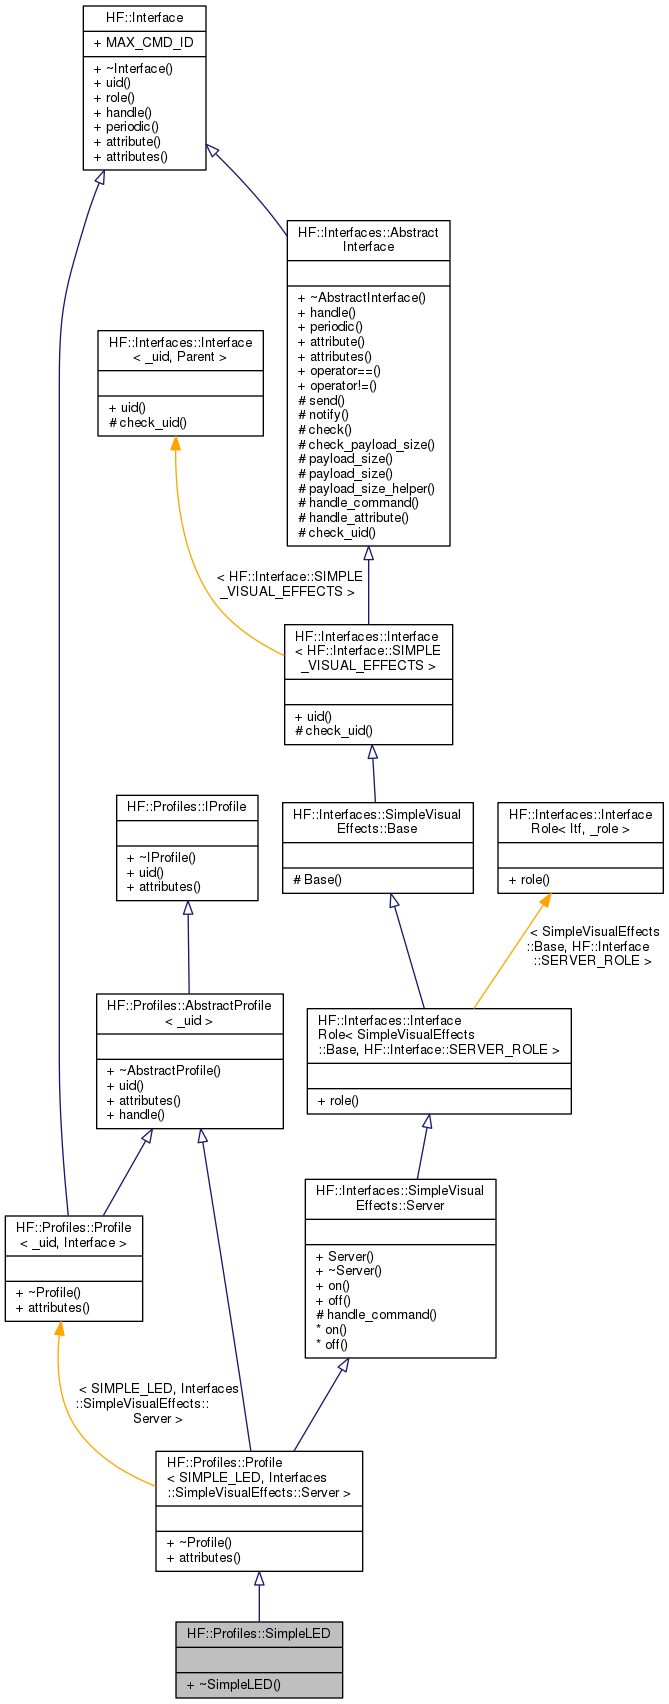 HF::Interface
+ MAX_CMD_ID
+ ~Interface()
+ uid()
+ role()
+ handle()
+ periodic()
+ attribute()
+ attributes()
HF::Interfaces::Abstract
Interface
+ ~AbstractInterface()
+ handle()
+ periodic()
+ attribute()
+ attributes()
+ operator==()
+ operator!=()
# send()
# notify()
# check()
# check_payload_size()
# payload_size()
# payload_size()
# payload_size_helper()
# handle_command()
# handle_attribute()
# check_uid()
HF::Interfaces::Interface
< _uid, Parent >
+ uid()
# check_uid()
< HF::Interface::SIMPLE
_VISUAL_EFFECTS >
HF::Interfaces::Interface
< HF::Interface::SIMPLE
_VISUAL_EFFECTS >
+ uid()
# check_uid()
HF::Profiles::IProfile
+ ~IProfile()
+ uid()
+ attributes()
HF::Interfaces::SimpleVisual
Effects::Base
# Base()
HF::Interfaces::Interface
Role< Itf, _role >
+ role()
< SimpleVisualEffects
::Base, HF::Interface
::SERVER_ROLE >
HF::Profiles::AbstractProfile
< _uid >
+ ~AbstractProfile()
+ uid()
+ attributes()
+ handle()
HF::Interfaces::Interface
Role< SimpleVisualEffects
::Base, HF::Interface::SERVER_ROLE >
+ role()
HF::Interfaces::SimpleVisual
Effects::Server
+ Server()
+ ~Server()
+ on()
+ off()
# handle_command()
* on()
* off()
HF::Profiles::Profile
< _uid, Interface >
+ ~Profile()
+ attributes()
< SIMPLE_LED, Interfaces
::SimpleVisualEffects::
Server >
HF::Profiles::Profile
< SIMPLE_LED, Interfaces
::SimpleVisualEffects::Server >
+ ~Profile()
+ attributes()
HF::Profiles::SimpleLED
+ ~SimpleLED()